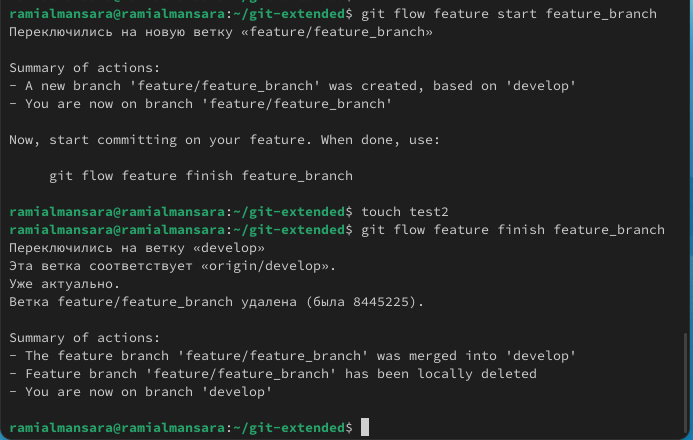 ramialmansara@ramialmansara:~/git-extended$ git flow feature start feature_branch
Переключились на новую ветку «feature/feature_branch»
Summary of actions:
- A new branch 'feature/feature_branch' was created, based on 'develop'
- You are now on branch 'feature/feature_branch'
Now, start committing on your feature. When done, use:
git flow feature finish feature_branch
ramialmansara@ramialmansara:~/git-extended$ touch test2
ramialmansara@ramialmansara:~/git-extended$ git flow feature finish feature_branch
Переключились на ветку «develop»
Эта ветка соответствует «origin/develop».
Уже актуально.
Ветка feature/feature_branch удалена (была 8445225).
Summary of actions:
- The feature branch 'feature/feature_branch' was merged into 'develop'
- Feature branch 'feature/feature_branch' has been locally deleted
- You are now on branch 'develop'
ramialmansara@ramialmansara:~/git-extended$